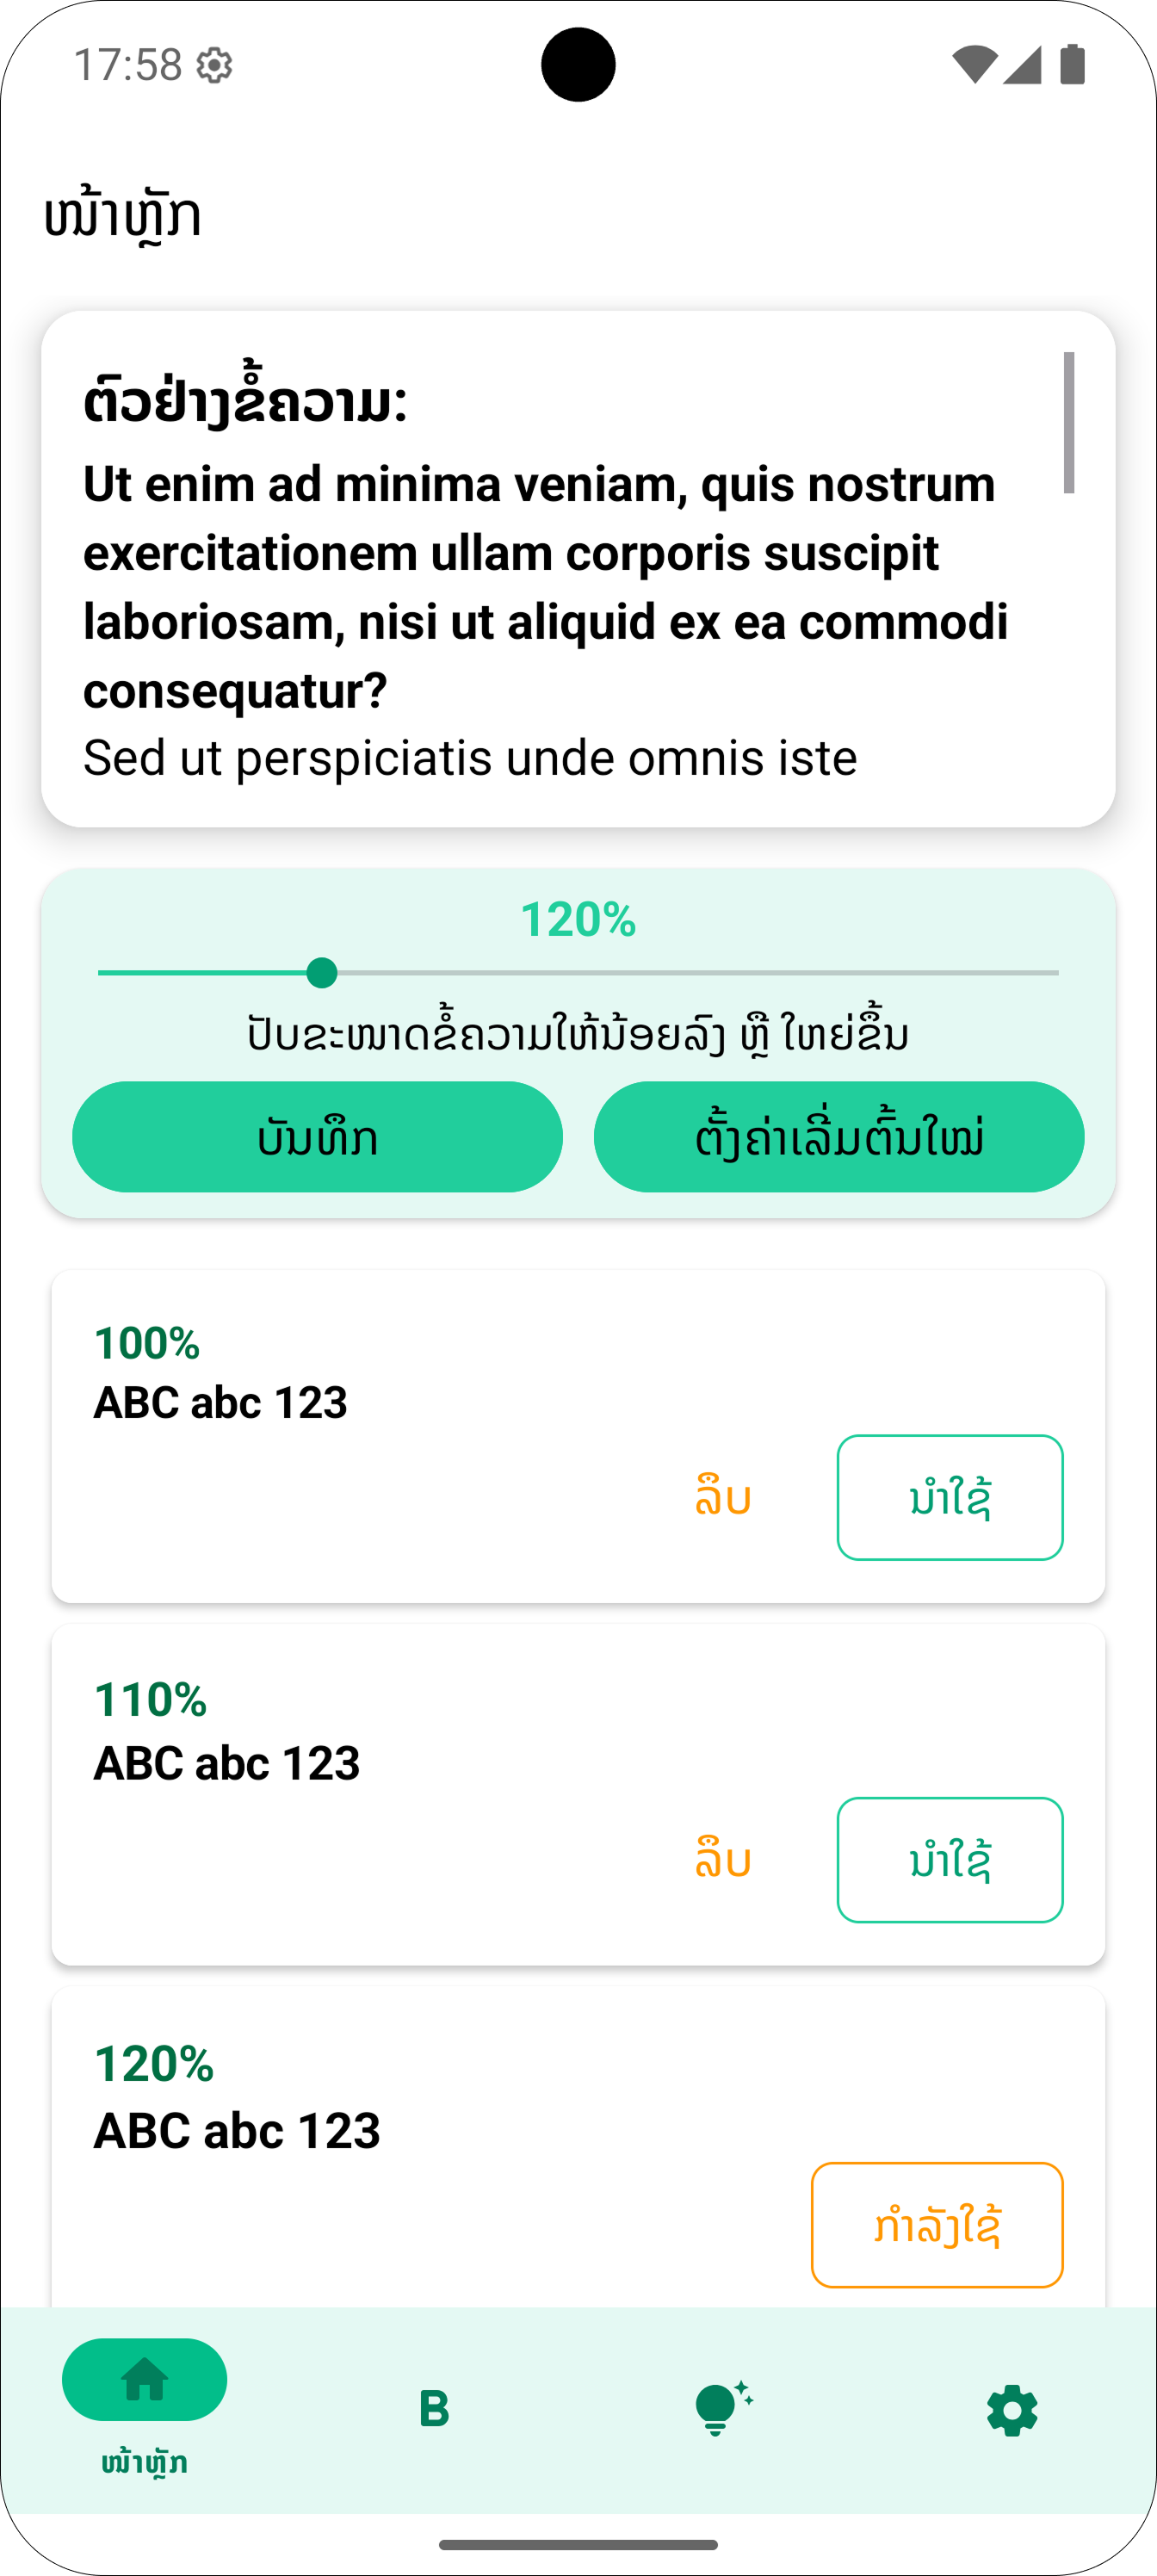 17:58
ໜ້າຫຼັກ
ຕົວຢ່າງຂໍ້ຄວາມ:
Ut enim ad minima veniam, quis nostrum
exercitationem ullam corporis suscipit
laboriosam, nisi ut aliquid ex ea commodi
consequatur?
Sed ut perspiciatis unde omnis iste
120%
ປັບຂະໜາດຂໍ້ຄວາມໃຫ້ນ້ອຍລົງ ຫຼື ໃຫຍ່ຂຶ້ນ
ບັນທຶກ
ຕັ້ງຄ່າເລີ່ມຕົ້ນໃໝ່
100%
ABC abc 123
ລຶບ
ນຳໃຊ້
110%
ABC abc 123
ລຶບ
ນຳໃຊ້
120%
ABC abc 123
ກຳລັງໃຊ້
B
ໜ້າຫຼັກ